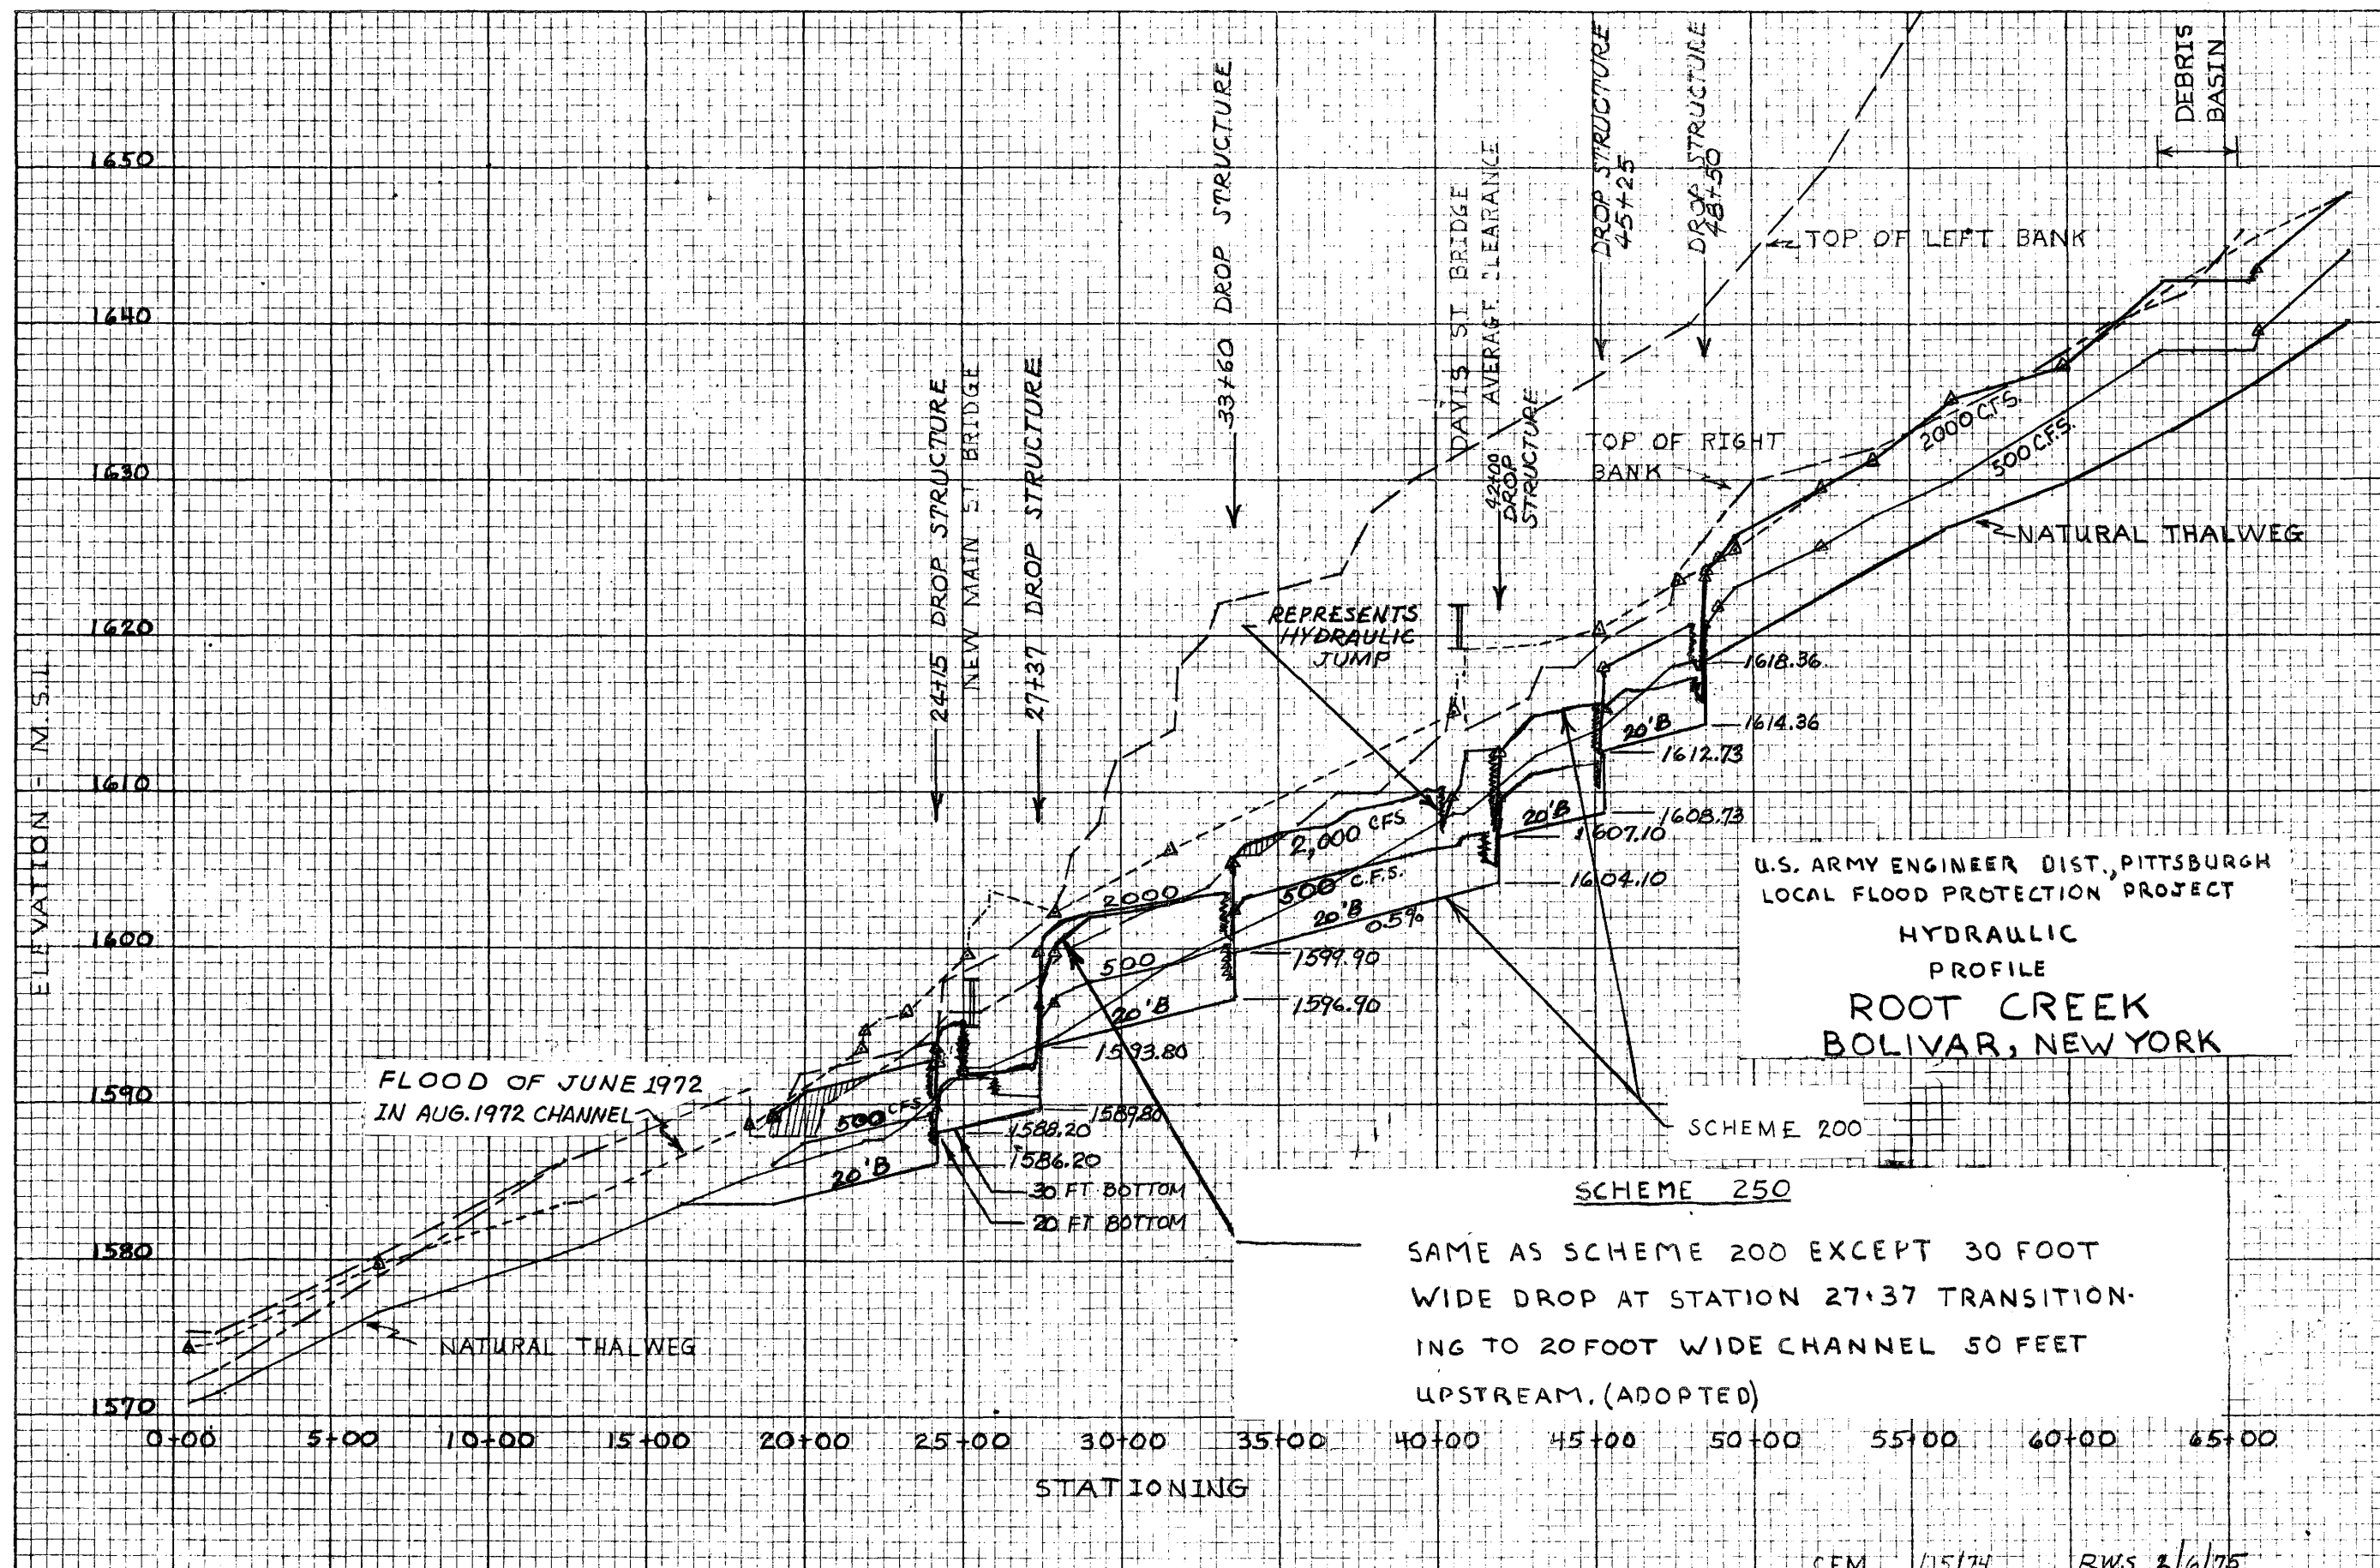 DEBRIS
BASIN
1650
1640
1630
1620
1610
1600
1590
1580
1570
ELEVATION - M.S.L.
24+15 DROP STRUCTURE
NEW MAIN ST BRIDGE
27+37 DROP STRUCTURE
33+60 DROP STRUCTURE
DAVIS ST BRIDGE
AVERAGE CLEARANCE
42+00
DROP
STRUCTURE
DROP STRUCTURE
45+25
DROP STRUCTURE
48+50
TOP OF LEFT BANK
TOP OF RIGHT
BANK
2000 C.F.S.
500 C.F.S.
NATURAL THALWEG
REPRESENTS
HYDRAULIC
JUMP
1618.36
1614.36
20'B
1612.73
1608.73
20'B
1607.10
1604.10
2,000 CFS
500 C.F.S.
20'B
0.5%
1599.90
1596.90
2000
500
20'B
1593.80
1589.80
1588.20
1586.20
30 FT BOTTOM
20 FT BOTTOM
500 CFS
20'B
FLOOD OF JUNE 1972
IN AUG. 1972 CHANNEL
NATURAL THALWEG
U.S. ARMY ENGINEER DIST., PITTSBURGH
LOCAL FLOOD PROTECTION PROJECT
HYDRAULIC
PROFILE
ROOT CREEK
BOLIVAR, NEW YORK
SCHEME 200
SCHEME 250
SAME AS SCHEME 200 EXCEPT 30 FOOT
WIDE DROP AT STATION 27+37 TRANSITION-
ING TO 20 FOOT WIDE CHANNEL 50 FEET
UPSTREAM. (ADOPTED)
0+00 5+00 10+00 15+00 20+00 25+00 30+00 35+00 40+00 45+00 50+00 55+00 60+00 65+00
STATIONING
RWS 2/6/75